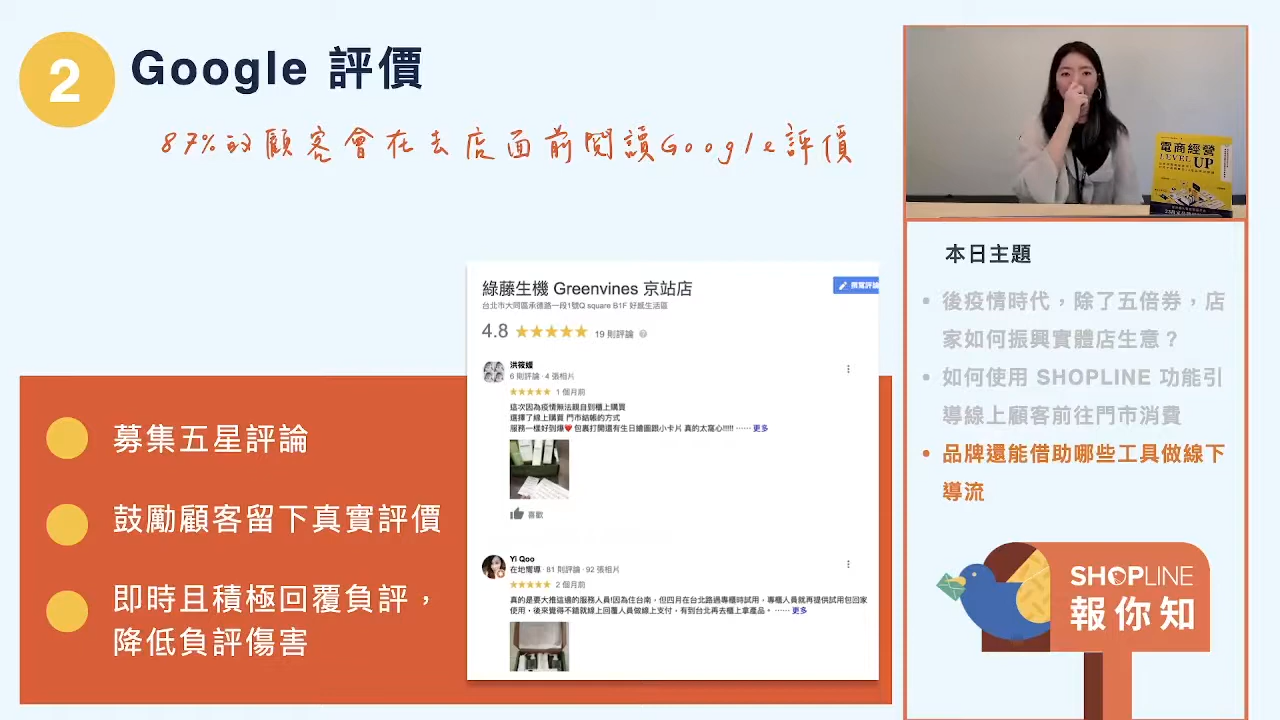 2
Google 評價
87%的顧客會在去店面前閱讀Google評價
綠藤生機 Greenvines 京站店
台北市大同區承德路一段1號Q square B1F 好感生活區
撰寫評論
4.8
19 則評論
洪筱媛
6 則評論 · 4 張相片
1 個月前
這次因為疫情無法親自到櫃上購買
選擇了線上購買 門市結帳的方式
服務一樣好到爆❤️ 包裏打開還有生日繪圖跟小卡片 真的太窩心!!!!! ⋯⋯ 更多
喜歡
Yi Qoo
在地嚮導 · 81 則評論 · 92 張相片
2 個月前
真的是要大推這邊的服務人員!因為住台南，但四月在台北路過專櫃時試用，專櫃人員就再提供試用包回家
使用，後來覺得不錯就線上回覆人員做線上支付，有到台北再去櫃上拿產品。 ⋯⋯ 更多
募集五星評論
鼓勵顧客留下真實評價
即時且積極回覆負評，
降低負評傷害
電商經營
LEVEL
UP
本日主題
• 後疫情時代，除了五倍券，店
家如何振興實體店生意？
• 如何使用 SHOPLINE 功能引
導線上顧客前往門市消費
• 品牌還能借助哪些工具做線下
導流
SHOPLINE
報你知